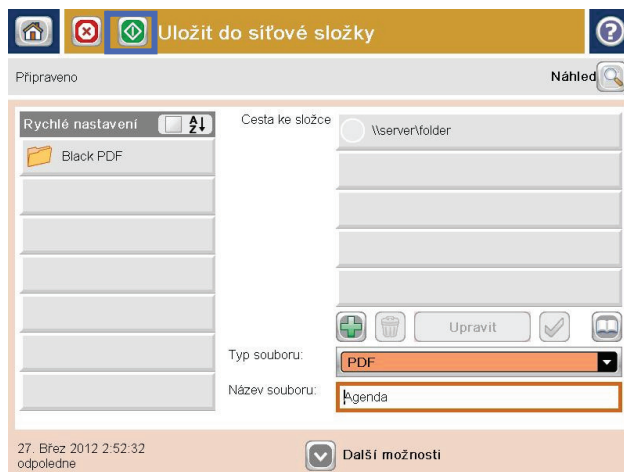 Uložit do síťové složky
?
Připraveno
Náhled
Rychlé nastavení
A
Z
Cesta ke složce
\\server\folder
Black PDF
Upravit
Typ souboru:
PDF
Název souboru:
Agenda
27. Břez 2012 2:52:32
odpoledne
Další možnosti